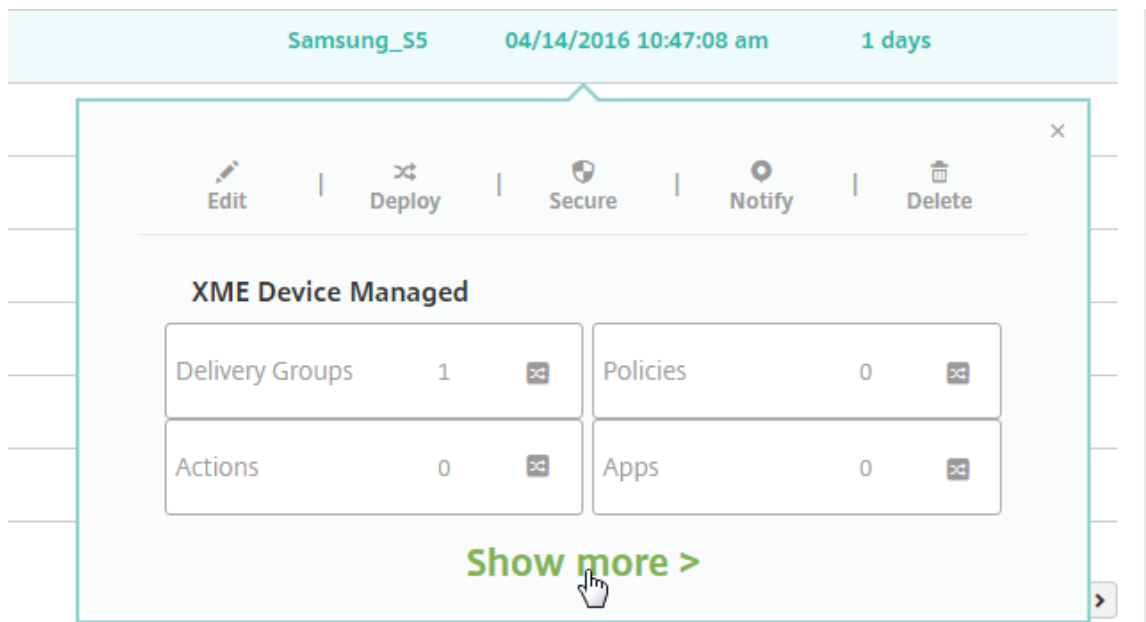 Samsung_S5 04/14/2016 10:47:08 am 1 days
×
Edit | Deploy | Secure | Notify | Delete
XME Device Managed
Delivery Groups 1 Policies 0
Actions 0 Apps 0
Show more >
>